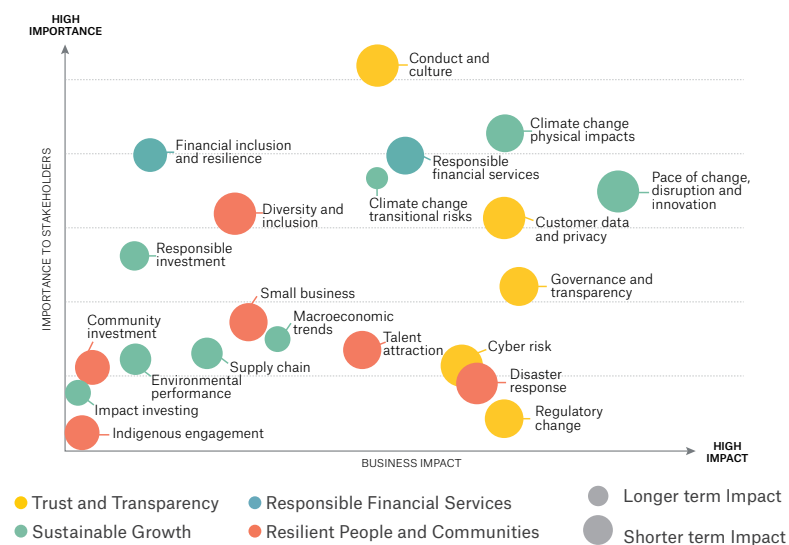 HIGH
IMPORTANCE
Conduct and
culture
Climate change
physical impacts
Financial inclusion
and resilience
Responsible
financial services
Pace of change,
disruption and
innovation
Climate change
transitional risks
Diversity and
inclusion
Customer data
and privacy
Responsible
investment
Governance and
transparency
Small business
Macroeconomic
trends
Community
investment
Talent
attraction
Cyber risk
Supply chain
Environmental
performance
Disaster
response
Impact investing
Regulatory
change
Indigenous engagement
IMPORTANCE TO STAKEHOLDERS
BUSINESS IMPACT
HIGH
IMPACT
Trust and Transparency
Responsible Financial Services
Longer term Impact
Sustainable Growth
Resilient People and Communities
Shorter term Impact